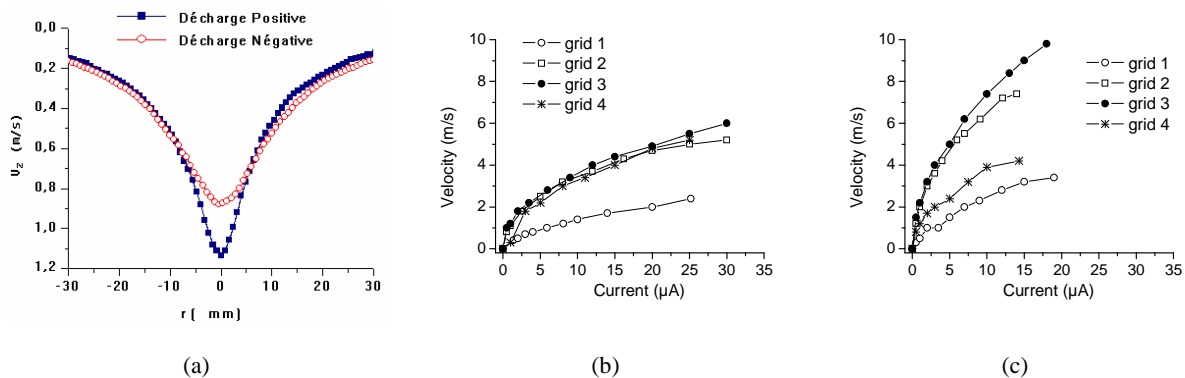 Décharge Positive
Décharge Négative
0,0
0,2
0,4
0,6
0,8
1,0
1,2
-30 -20 -10 0 10 20 30
Uz (m/s)
r ( mm)
(a)
grid 1
grid 2
grid 3
grid 4
10
8
6
4
2
0
0 5 10 15 20 25 30 35
Velocity (m/s)
Current (µA)
(b)
grid 1
grid 2
grid 3
grid 4
10
8
6
4
2
0
0 5 10 15 20 25 30 35
Velocity (m/s)
Current (µA)
(c)